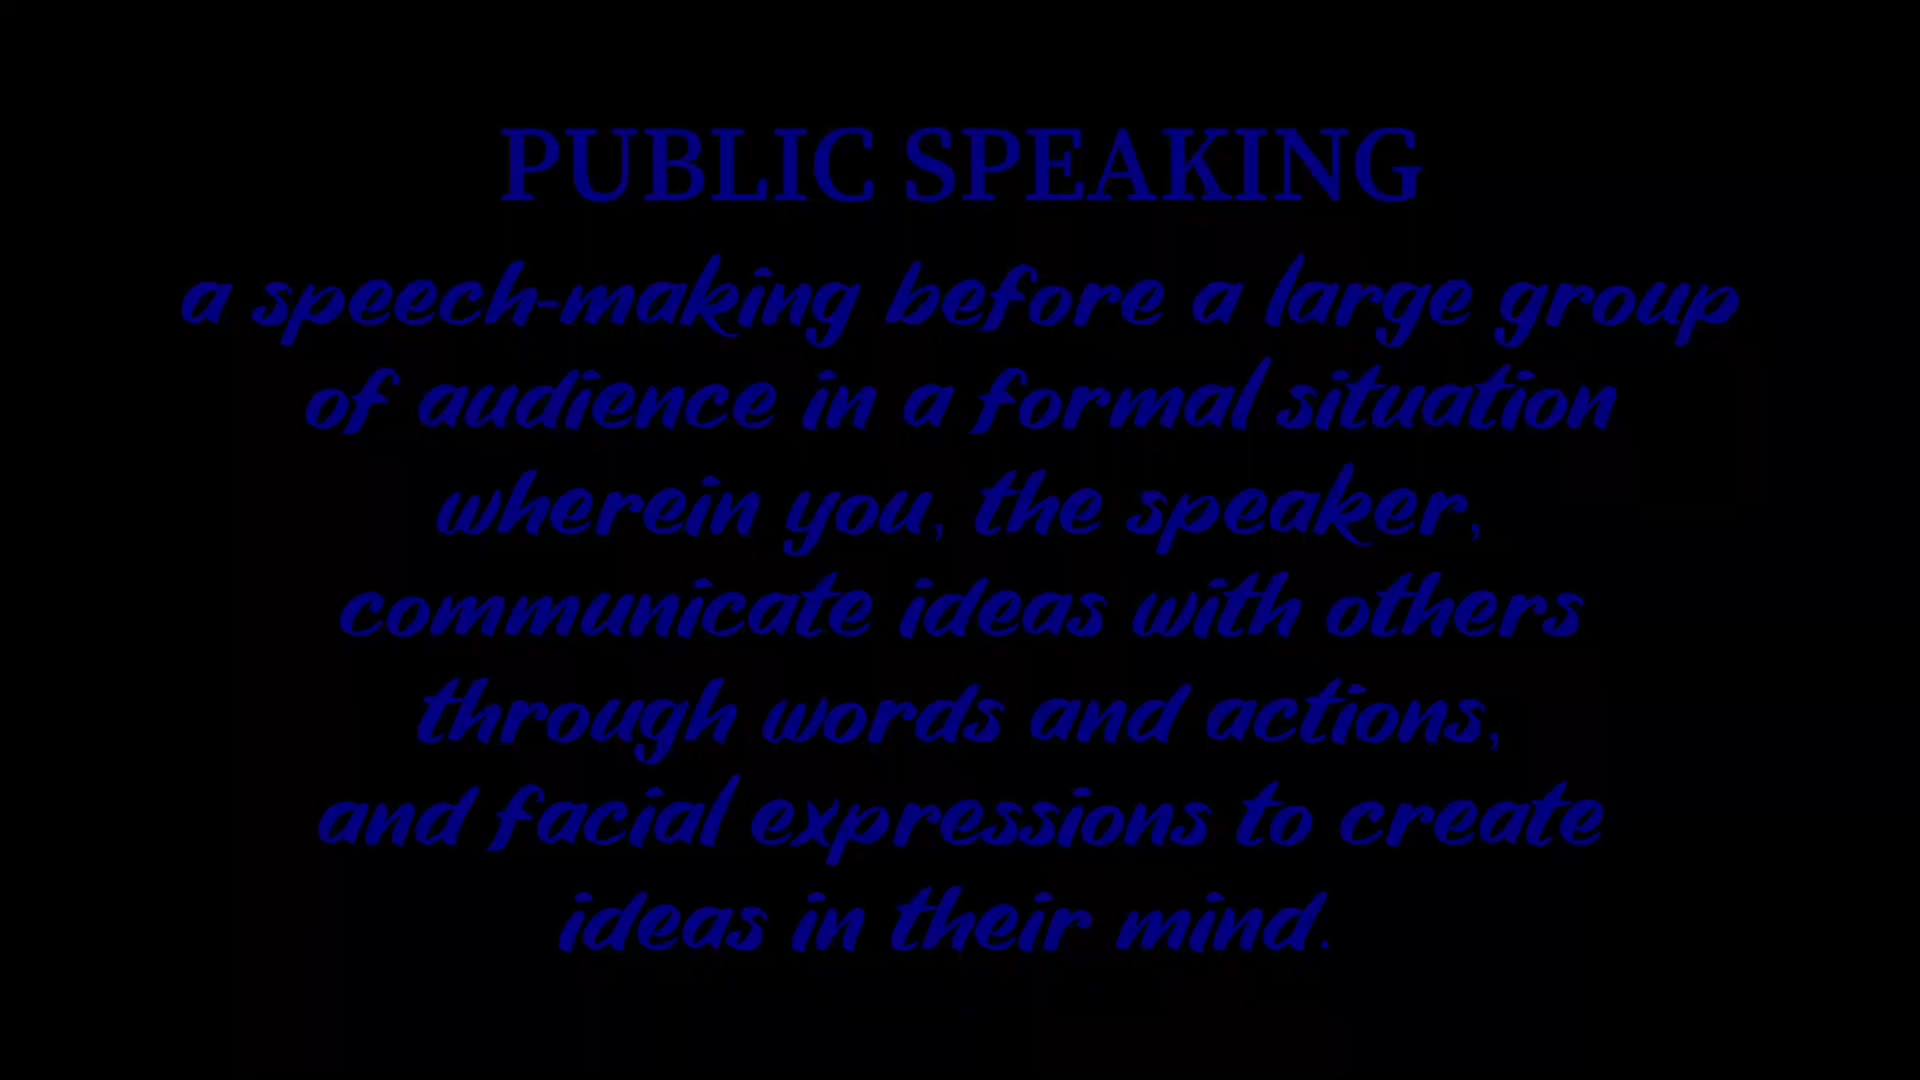 PUBLIC SPEAKING
a speech-making before a large group
of audience in a formal situation
wherein you, the speaker,
communicate ideas with others
through words and actions,
and facial expressions to create
ideas in their mind.